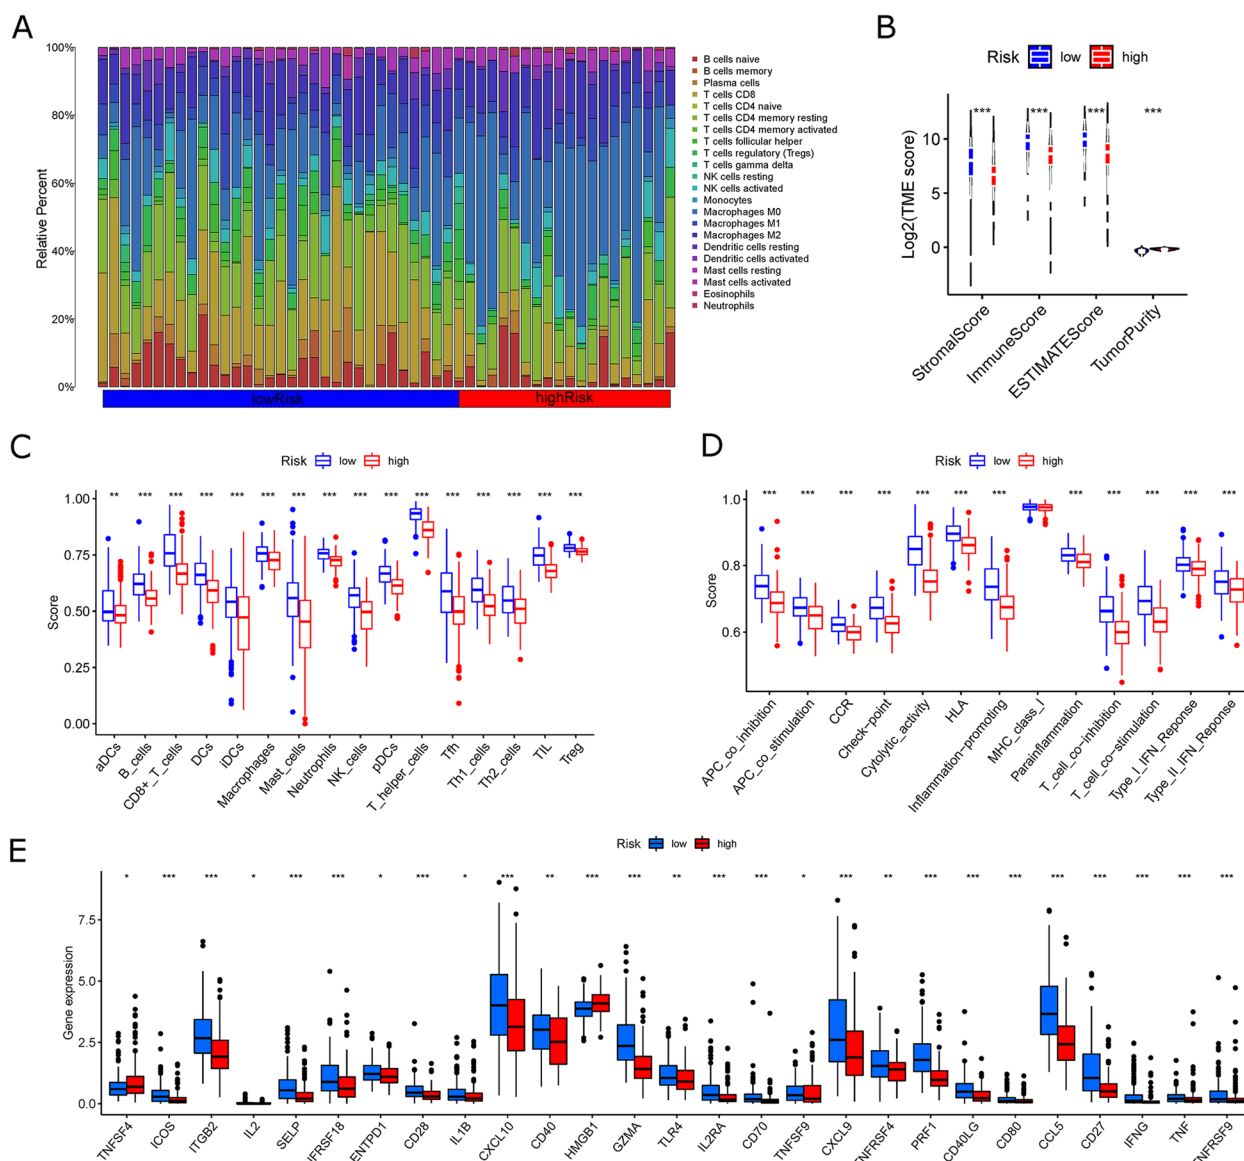 A
100%
80%
60%
40%
20%
0%
Relative Percent
lowRisk
highRisk
B cells naive
B cells memory
Plasma cells
T cells CD8
T cells CD4 naive
T cells CD4 memory resting
T cells CD4 memory activated
T cells follicular helper
T cells regulatory (Tregs)
T cells gamma delta
NK cells resting
NK cells activated
Monocytes
Macrophages M0
Macrophages M1
Macrophages M2
Dendritic cells resting
Dendritic cells activated
Mast cells resting
Mast cells activated
Eosinophils
Neutrophils
B
Risk low high
*** *** *** ***
10
5
0
Log2(TME score)
StromalScore
ImmuneScore
ESTIMATEScore
TumorPurity
C
Risk low high
** *** *** *** *** *** *** *** *** *** *** *** *** *** *** ***
1.00
0.75
0.50
0.25
0.00
Score
aDCs
B_cells
CD8+_T_cells
DCs
iDCs
Macrophages
Mast_cells
Neutrophils
NK_cells
pDCs
T_helper_cells
Tfh
Th1_cells
Th2_cells
TIL
Treg
D
Risk low high
*** *** *** *** *** *** *** *** *** *** *** ***
1.0
0.8
0.6
Score
APC_co_inhibition
APC_co_stimulation
CCR
Check-point
Cytolytic_activity
HLA
Inflammation-promoting
MHC_class_I
Parainflammation
T_cell_co-inhibition
T_cell_co-stimulation
Type_I_IFN_Reponse
Type_II_IFN_Reponse
E
Risk low high
* *** *** * *** *** * *** * *** ** *** *** ** *** *** * *** ** *** *** *** *** *** *** *** ***
7.5
5.0
2.5
0.0
Gene expression
TNFSF4
ICOS
ITGB2
IL2
SELP
IFRSF18
ENTPD1
CD28
IL1B
CXCL10
CD40
HMGB1
GZMA
TLR4
IL2RA
CD70
TNFSF9
CXCL9
TNFRSF4
PRF1
CD40LG
CD80
CCL5
CD27
IFNG
TNF
TNFRSF9